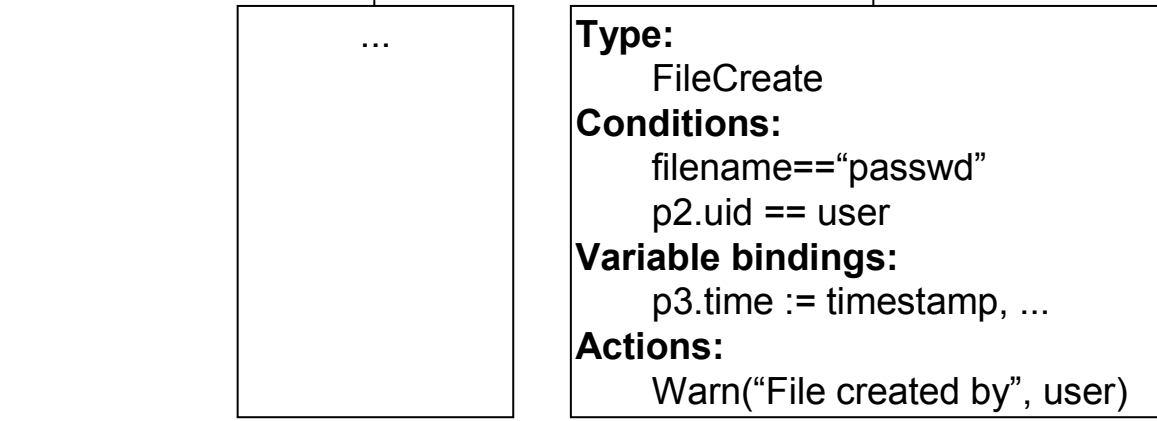 ...
Type:
FileCreate
Conditions:
filename==“passwd”
p2.uid == user
Variable bindings:
p3.time := timestamp, ...
Actions:
Warn(“File created by”, user)